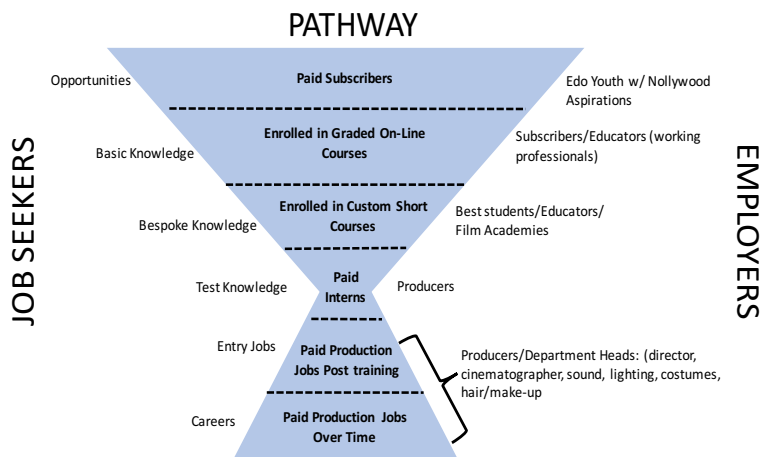 PATHWAY
Opportunities
Paid Subscribers
Edo Youth w/ Nollywood
Aspirations
JOB SEEKERS
EMPLOYERS
Basic Knowledge
Enrolled in Graded On-Line
Courses
Subscribers/Educators (working
professionals)
Bespoke Knowledge
Enrolled in Custom Short
Courses
Best students/Educators/
Film Academies
Test Knowledge
Paid
Interns
Producers
Entry Jobs
Paid Production
Jobs Post training
Producers/Department Heads: (director,
cinematographer, sound, lighting, costumes,
hair/make-up
Careers
Paid Production Jobs
Over Time